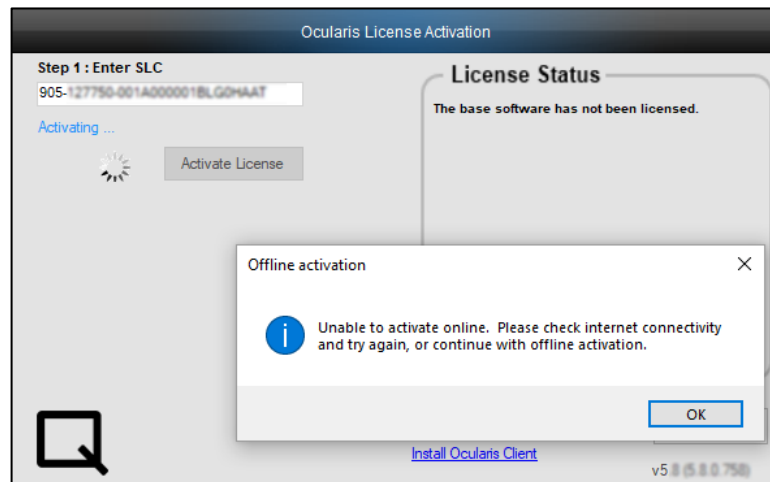 Ocularis License Activation
Step 1 : Enter SLC
905-
Activating ...
Activate License
License Status
The base software has not been licensed.
Offline activation
Unable to activate online. Please check internet connectivity
and try again, or continue with offline activation.
OK
Install Ocularis Client